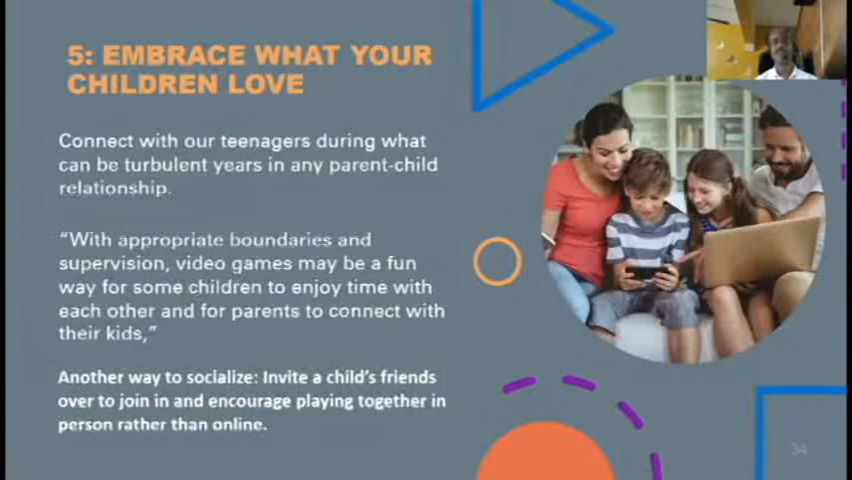 5: EMBRACE WHAT YOUR
CHILDREN LOVE
Connect with our teenagers during what
can be turbulent years in any parent-child
relationship.
“With appropriate boundaries and
supervision, video games may be a fun
way for some children to enjoy time with
each other and for parents to connect with
their kids,”
Another way to socialize: Invite a child’s friends
over to join in and encourage playing together in
person rather than online.
34